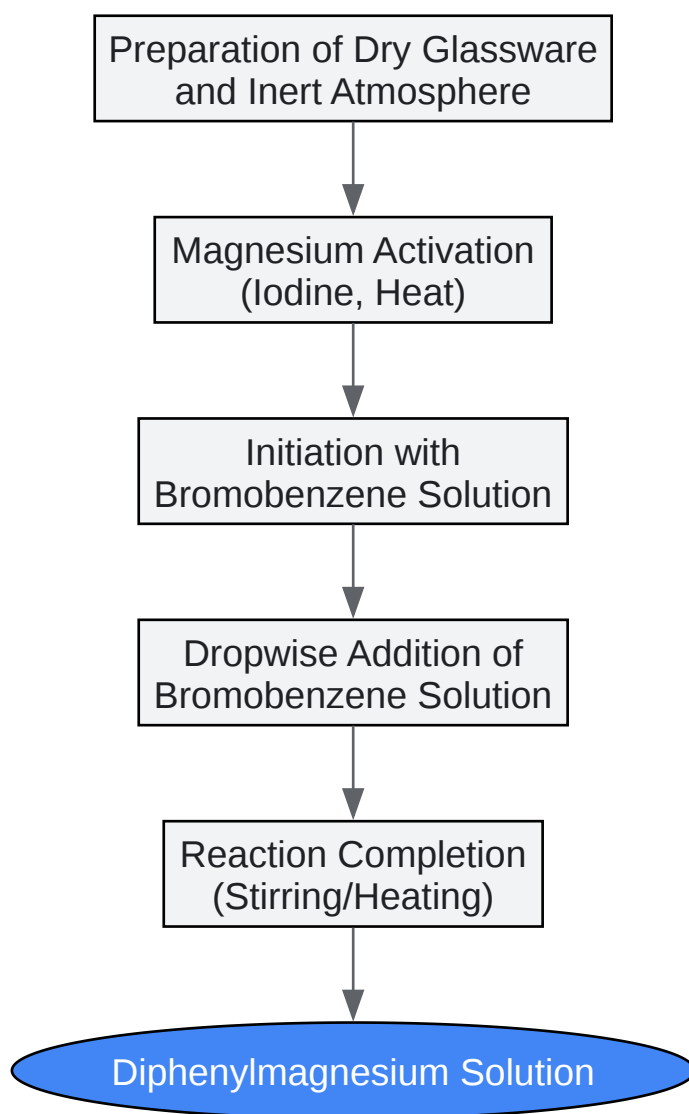 Preparation of Dry Glassware
and Inert Atmosphere
Magnesium Activation
(Iodine, Heat)
Initiation with
Bromobenzene Solution
Dropwise Addition of
Bromobenzene Solution
Reaction Completion
(Stirring/Heating)
Diphenylmagnesium Solution